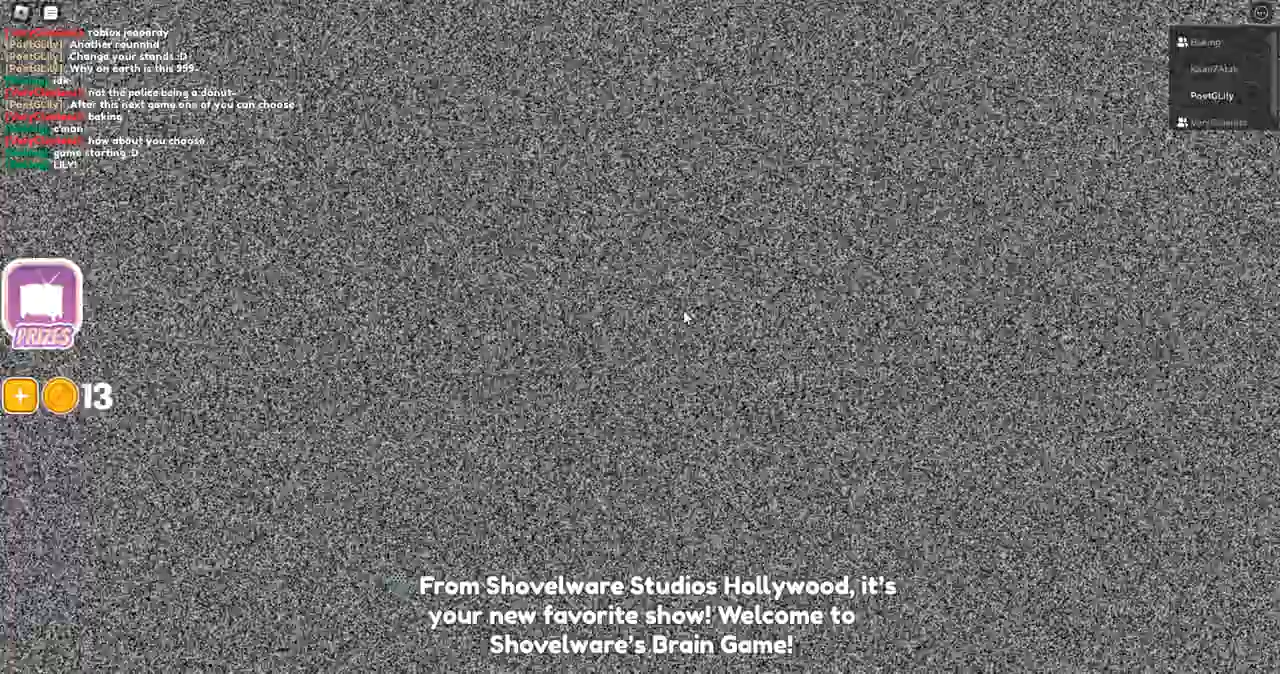 roblox jeopardy
[PoetGLily]: Another rounnnd
[PoetGLily]: Change your stands :D
[PoetGLily]: Why on earth is this 999-
idk
not the police being a donut-
[PoetGLily]: After this next game one of you can choose
baking
c'mon
how about you choose
game starting :D
LILY!
Baking
PoetGLily
PRIZES
13
From Shovelware Studios Hollywood, it's
your new favorite show! Welcome to
Shovelware's Brain Game!